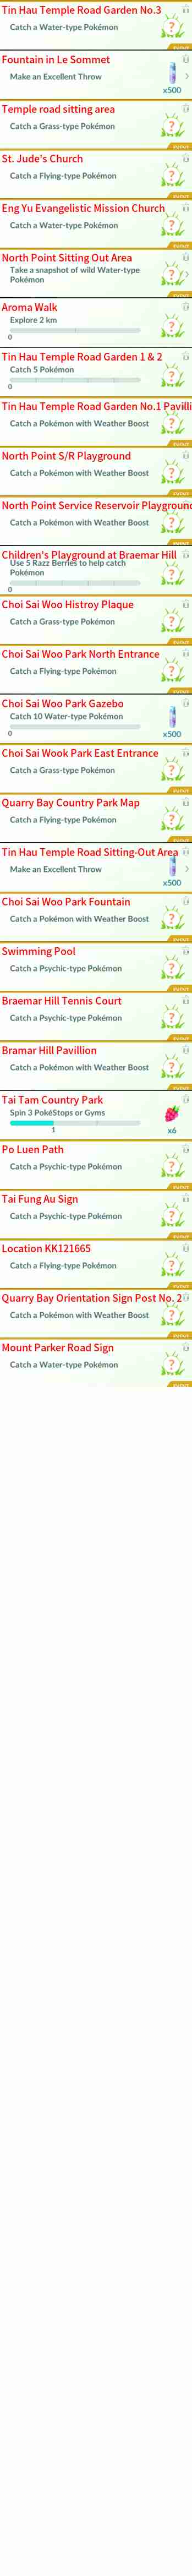 Tin Hau Temple Road Garden No.3
Catch a Water-type Pokémon
?
EVENT
Fountain in Le Sommet
Make an Excellent Throw
x500
Temple road sitting area
Catch a Grass-type Pokémon
?
EVENT
St. Jude's Church
Catch a Flying-type Pokémon
?
EVENT
Eng Yu Evangelistic Mission Church
Catch a Water-type Pokémon
?
EVENT
North Point Sitting Out Area
Take a snapshot of wild Water-type
Pokémon
?
EVENT
Aroma Walk
Explore 2 km
?
0
Tin Hau Temple Road Garden 1 & 2
Catch 5 Pokémon
?
0
Tin Hau Temple Road Garden No.1 Pavilli
Catch a Pokémon with Weather Boost
?
EVENT
North Point S/R Playground
Catch a Pokémon with Weather Boost
?
EVENT
North Point Service Reservoir Playground
Catch a Pokémon with Weather Boost
?
EVENT
Children's Playground at Braemar Hill
Use 5 Razz Berries to help catch
Pokémon
?
0
Choi Sai Woo Histroy Plaque
Catch a Grass-type Pokémon
?
EVENT
Choi Sai Woo Park North Entrance
Catch a Flying-type Pokémon
?
EVENT
Choi Sai Woo Park Gazebo
Catch 10 Water-type Pokémon
0
x500
Choi Sai Wook Park East Entrance
Catch a Grass-type Pokémon
?
EVENT
Quarry Bay Country Park Map
Catch a Flying-type Pokémon
?
EVENT
Tin Hau Temple Road Sitting-Out Area
Make an Excellent Throw
x500
Choi Sai Woo Park Fountain
Catch a Pokémon with Weather Boost
?
EVENT
Swimming Pool
Catch a Psychic-type Pokémon
?
EVENT
Braemar Hill Tennis Court
Catch a Psychic-type Pokémon
?
EVENT
Bramar Hill Pavillion
Catch a Pokémon with Weather Boost
?
EVENT
Tai Tam Country Park
Spin 3 PokéStops or Gyms
1
x6
Po Luen Path
Catch a Psychic-type Pokémon
?
EVENT
Tai Fung Au Sign
Catch a Psychic-type Pokémon
?
EVENT
Location KK121665
Catch a Flying-type Pokémon
?
EVENT
Quarry Bay Orientation Sign Post No. 2
Catch a Pokémon with Weather Boost
?
EVENT
Mount Parker Road Sign
Catch a Water-type Pokémon
?
EVENT